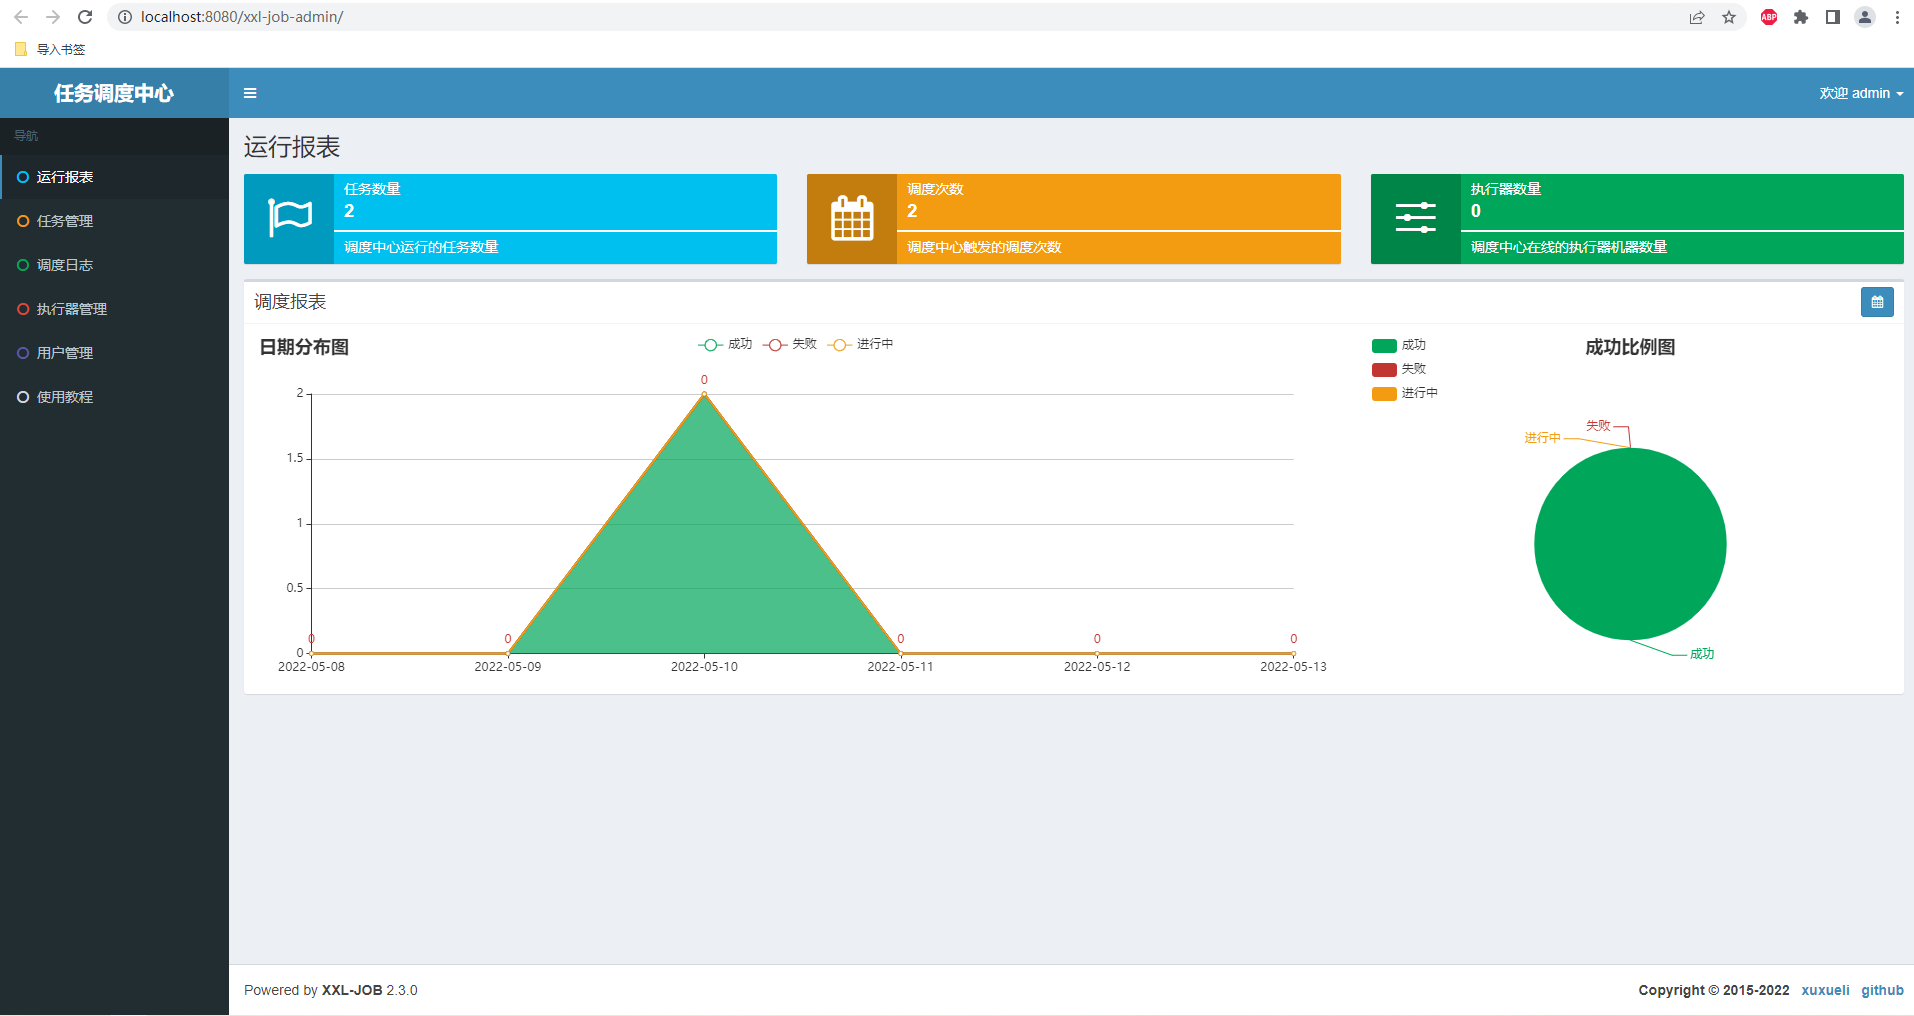 localhost:8080/xxl-job-admin/
ABP
导入书签
任务调度中心
欢迎 admin
导航
运行报表
任务管理
调度日志
执行器管理
用户管理
使用教程
运行报表
任务数量
2
调度中心运行的任务数量
调度次数
2
调度中心触发的调度次数
执行器数量
0
调度中心在线的执行器机器数量
调度报表
日期分布图
成功 失败 进行中
0
2
1.5
1
0.5
0 0 0 0 0
0
2022-05-08 2022-05-09 2022-05-10 2022-05-11 2022-05-12 2022-05-13
成功
失败
进行中
成功比例图
失败
进行中
成功
Powered by XXL-JOB 2.3.0
Copyright © 2015-2022 xuxueli github